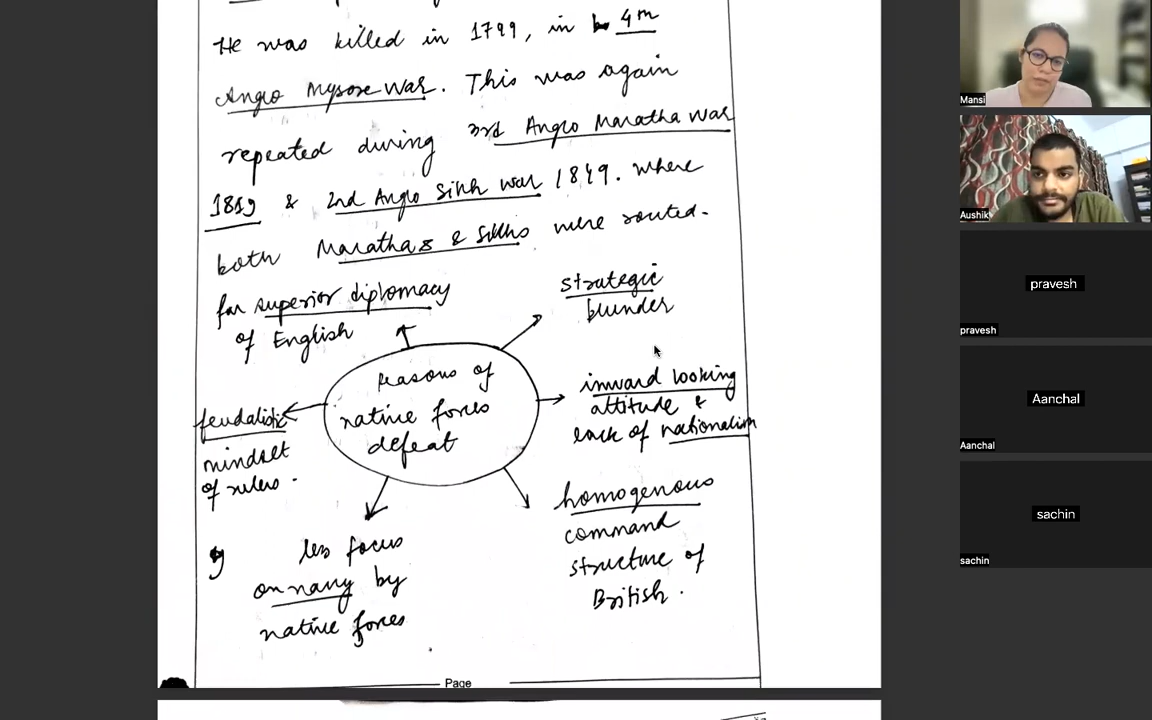 He was killed in 1799, in 4th
Anglo Mysore War. This was again
repeated during 3rd Anglo Maratha War
1819 & 2nd Anglo Sikh War 1849. Where
both Marathas & Sikhs were routed.
far superior diplomacy
of English
strategic
blunder
Reasons of
native forces
defeat
inward looking
attitude &
lack of nationalism
feudalistic
mindset
of rulers.
homogenous
command
structure of
British.
less focus
on navy by
native forces
Page
Mansi
Aushik
pravesh
pravesh
Aanchal
Aanchal
sachin
sachin